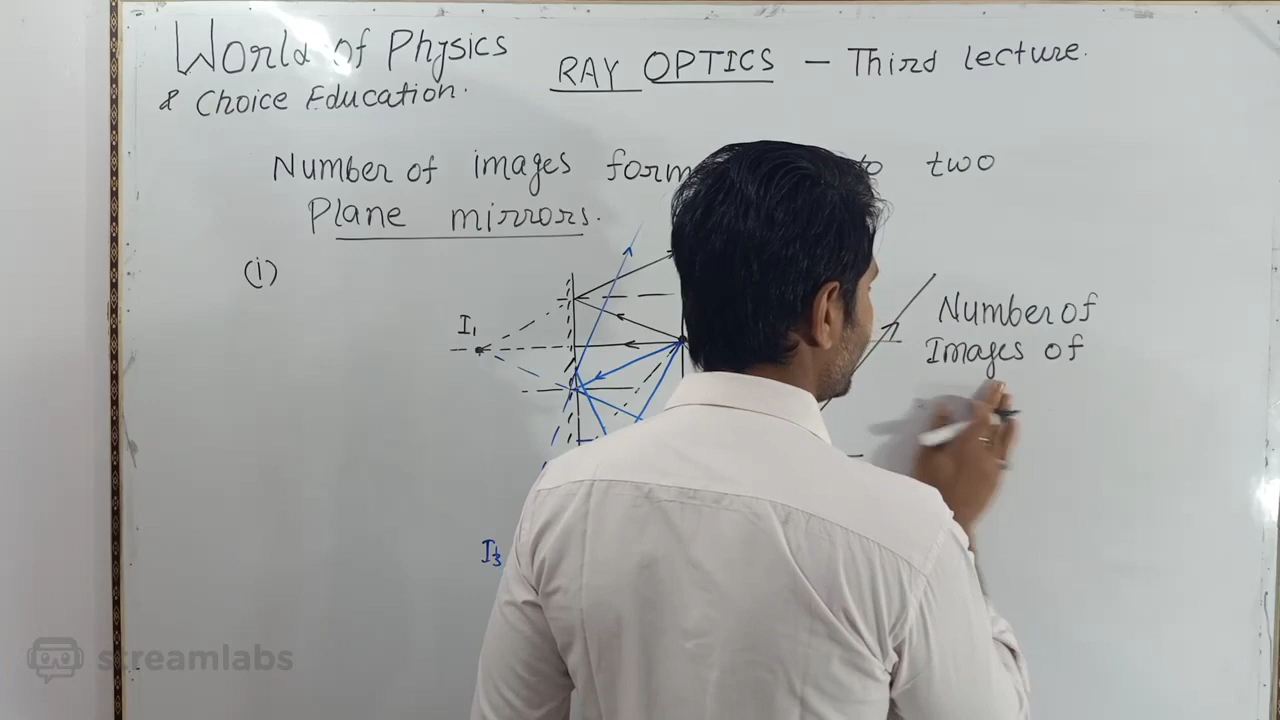 World of Physics
& Choice Education.
RAY OPTICS – Third lecture.
Number of images form to two
Plane mirrors.
(i)
I₁
Number of
Images of
I₃
streamlabs